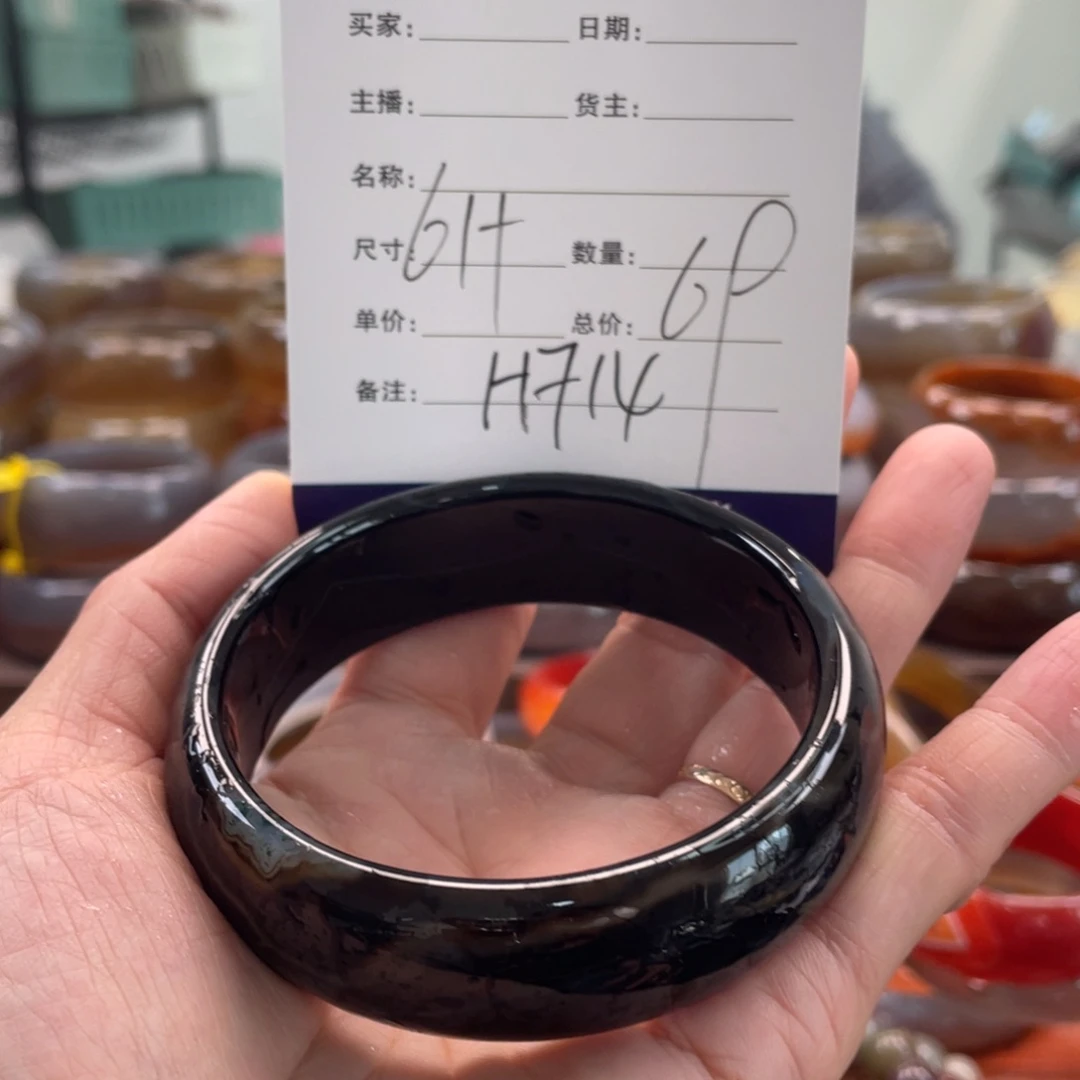 买家: 日期:
主播: 货主:
名称:
尺寸: 61+ 数量:
单价: 总价: 69
备注: H714